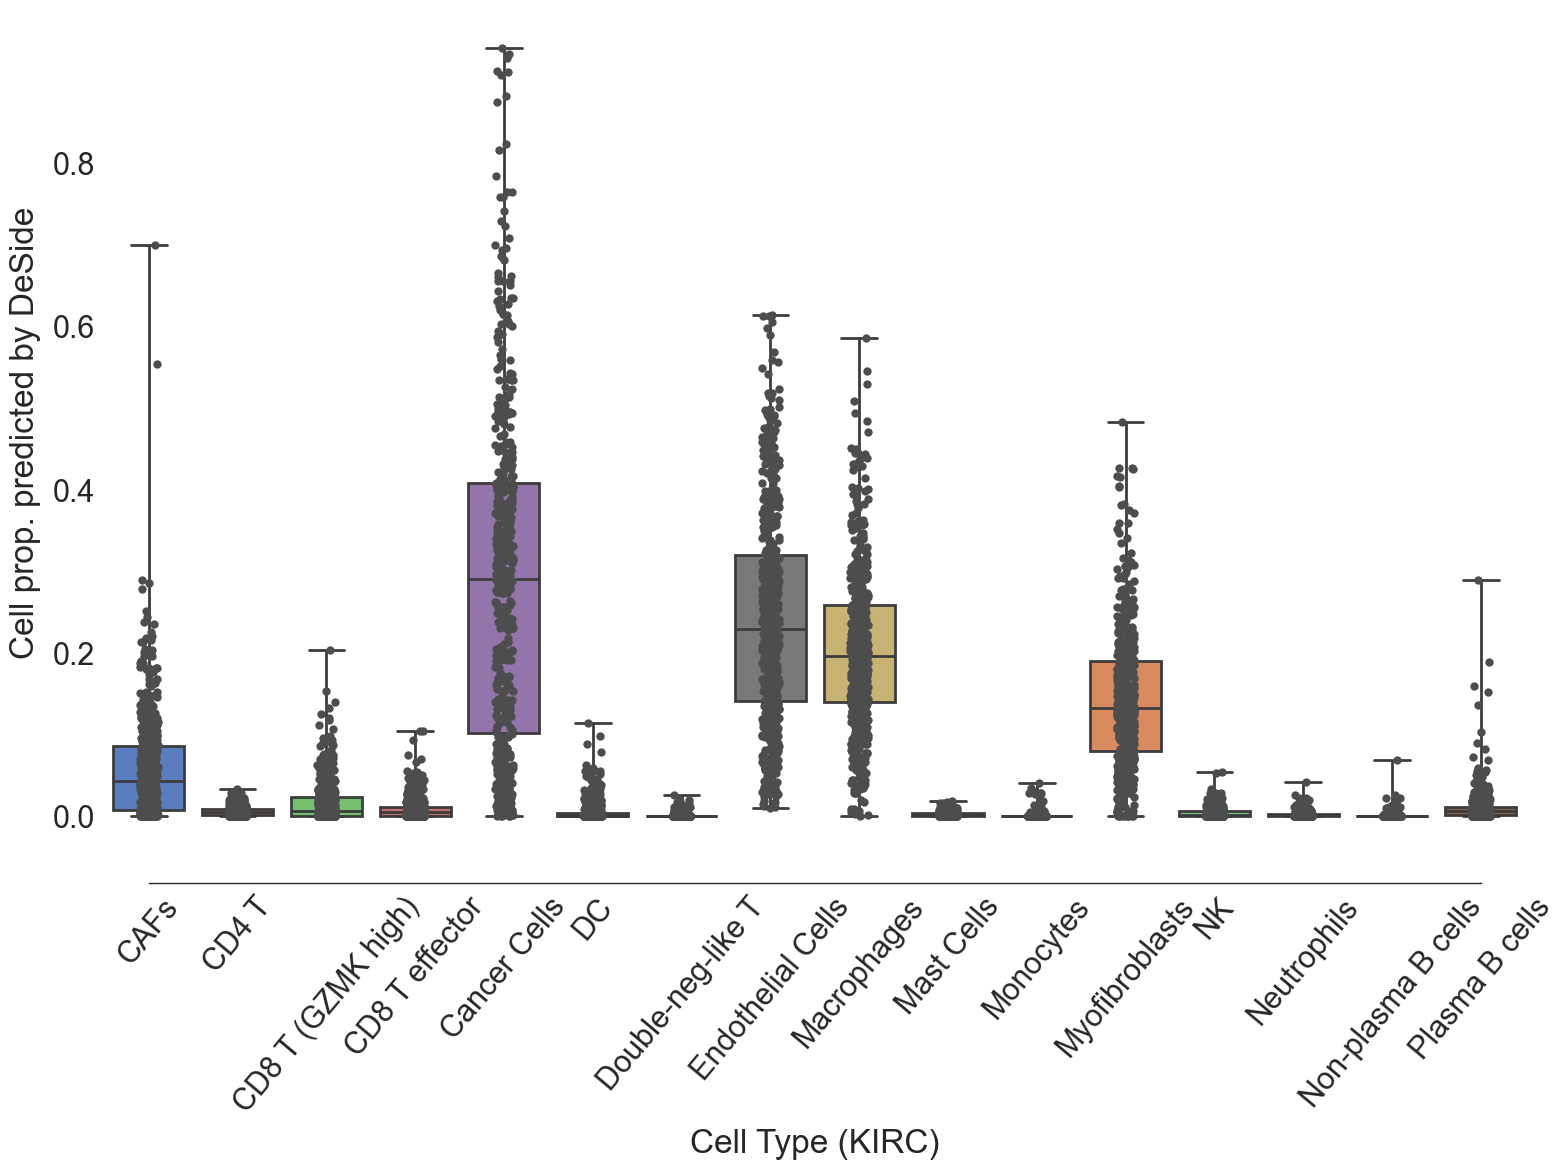 Cell prop. predicted by DeSide
0.8
0.6
0.4
0.2
0.0
CAFs
CD4 T
CD8 T (GZMK high)
CD8 T effector
Cancer Cells
DC
Double-neg-like T
Endothelial Cells
Macrophages
Mast Cells
Monocytes
Myofibroblasts
NK
Neutrophils
Non-plasma B cells
Plasma B cells
Cell Type (KIRC)